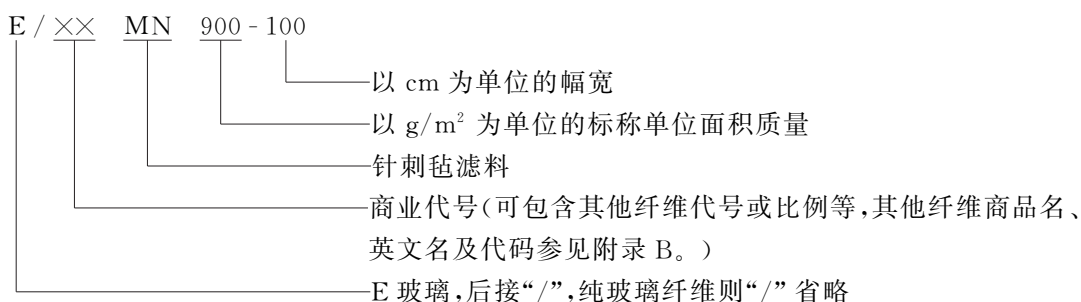 E / ×× MN 900 - 100
以 cm 为单位的幅宽
以 g/m² 为单位的标称单位面积质量
针刺毡滤料
商业代号(可包含其他纤维代号或比例等,其他纤维商品名、
英文名及代码参见附录 B。)
E 玻璃,后接“/”,纯玻璃纤维则“/” 省略